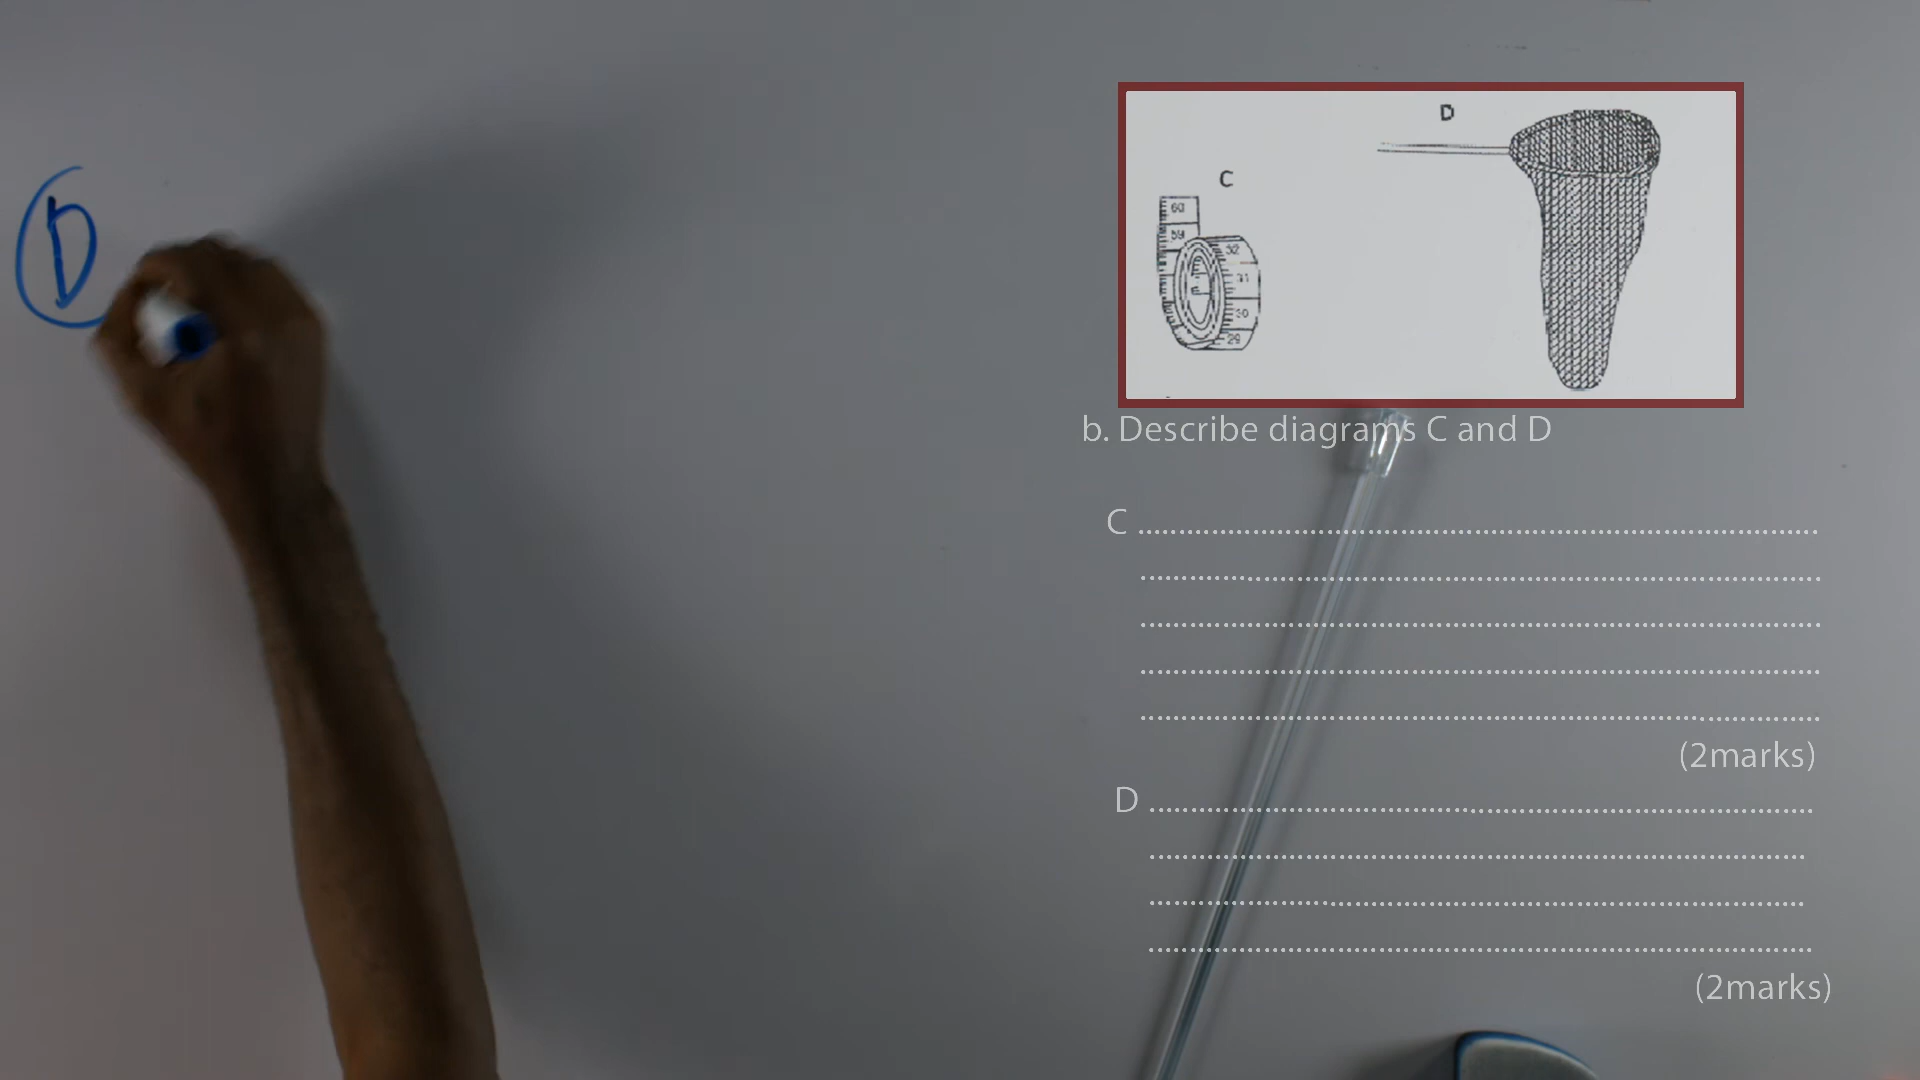 D
D
C
60
59
32
31
30
29
b. Describe diagrams C and D
C ..........................................................................................
..........................................................................................
..........................................................................................
..........................................................................................
..........................................................................................
(2marks)
D ..........................................................................................
..........................................................................................
..........................................................................................
..........................................................................................
(2marks)